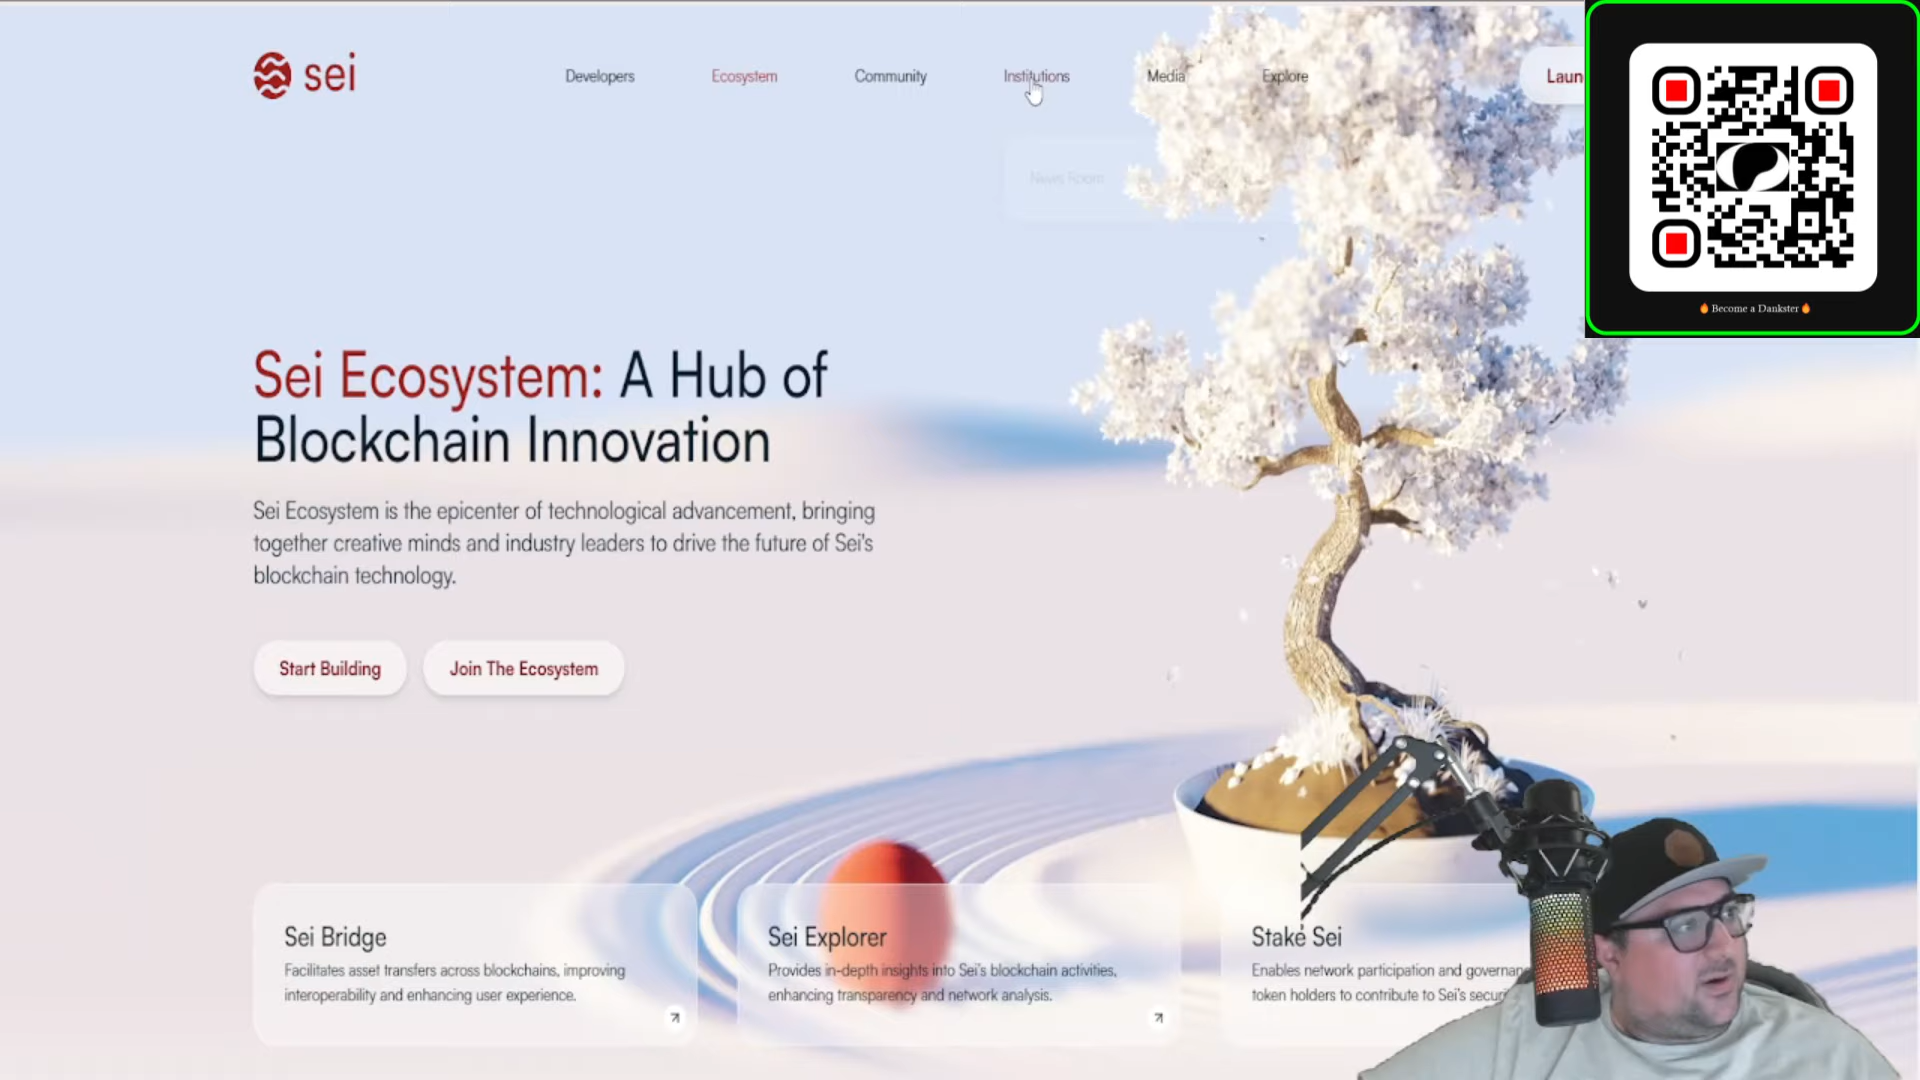 sei
Developers
Ecosystem
Community
Institutions
Media
Explore
Laun
News Room
Become a Dankster
Sei Ecosystem: A Hub of
Blockchain Innovation
Sei Ecosystem is the epicenter of technological advancement, bringing
together creative minds and industry leaders to drive the future of Sei's
blockchain technology.
Start Building
Join The Ecosystem
Sei Bridge
Facilitates asset transfers across blockchains, improving
interoperability and enhancing user experience.
Sei Explorer
Provides in-depth insights into Sei's blockchain activities,
enhancing transparency and network analysis.
Stake Sei
Enables network participation and governan
token holders to contribute to Sei's secur